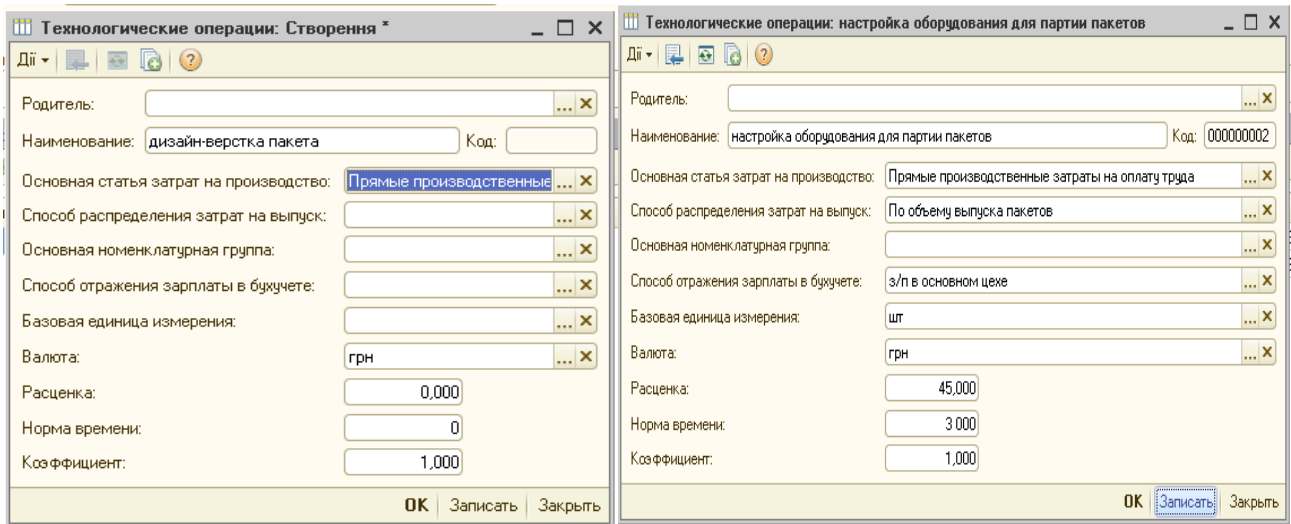 Технологические операции: Створення *
Дії
Родитель:
Наименование: дизайн-верстка пакета Код:
Основная статья затрат на производство: Прямые производственные
Способ распределения затрат на выпуск:
Основная номенклатурная группа:
Способ отражения зарплаты в бухучете:
Базовая единица измерения:
Валюта: грн
Расценка: 0,000
Норма времени: 0
Коэффициент: 1,000
OK Записать Закрыть
Технологические операции: настройка оборудования для партии пакетов
Дії
Родитель:
Наименование: настройка оборудования для партии пакетов Код: 000000002
Основная статья затрат на производство: Прямые производственные затраты на оплату труда
Способ распределения затрат на выпуск: По объему выпуска пакетов
Основная номенклатурная группа:
Способ отражения зарплаты в бухучете: з/п в основном цехе
Базовая единица измерения: шт
Валюта: грн
Расценка: 45,000
Норма времени: 3 000
Коэффициент: 1,000
OK Записать Закрыть